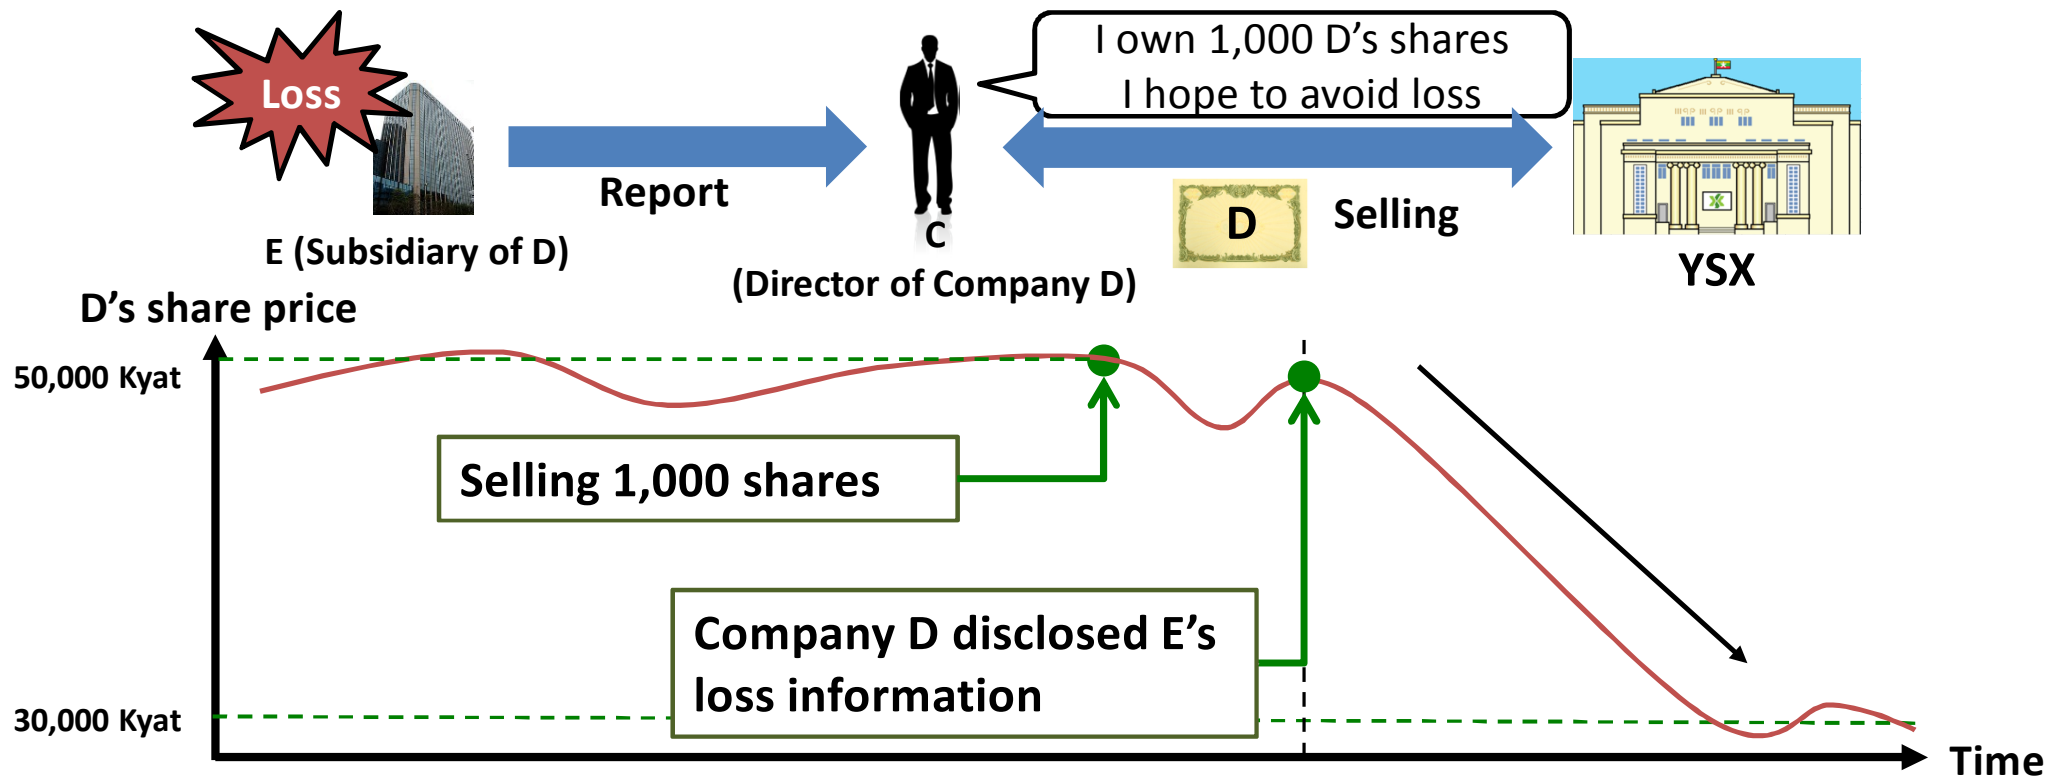 Loss
I own 1,000 D's shares
I hope to avoid loss
Report
D
Selling
E (Subsidiary of D)
C
(Director of Company D)
YSX
D's share price
50,000 Kyat
Selling 1,000 shares
Company D disclosed E's
loss information
30,000 Kyat
Time